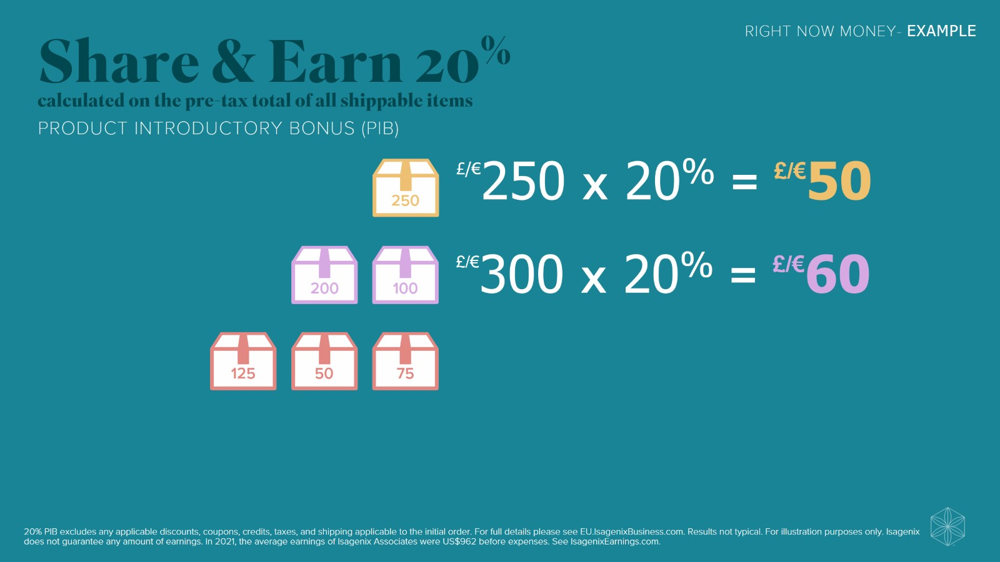 RIGHT NOW MONEY- EXAMPLE
Share & Earn 20%
calculated on the pre-tax total of all shippable items
PRODUCT INTRODUCTORY BONUS (PIB)
250 £/€250 x 20% = £/€50
200 100 £/€300 x 20% = £/€60
125 50 75
20% PIB excludes any applicable discounts, coupons, credits, taxes, and shipping applicable to the initial order. For full details please see EU.IsagenixBusiness.com. Results not typical. For illustration purposes only. Isagenix
does not guarantee any amount of earnings. In 2021, the average earnings of Isagenix Associates were US$962 before expenses. See IsagenixEarnings.com.